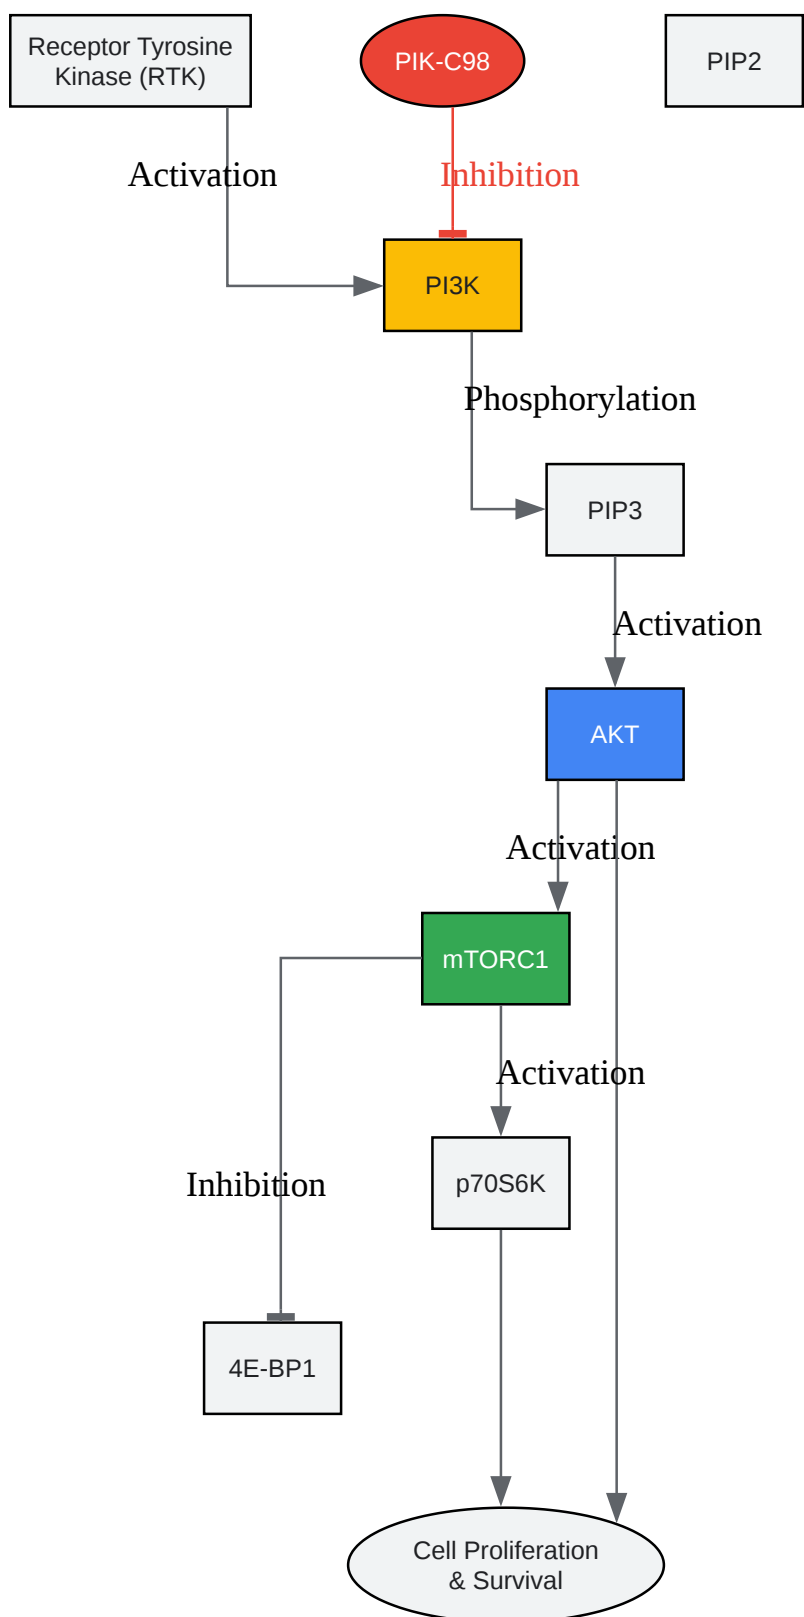 Receptor Tyrosine
Kinase (RTK)
PIK-C98
PIP2
Activation
Inhibition
PI3K
Phosphorylation
PIP3
Activation
AKT
Activation
mTORC1
Activation
p70S6K
Inhibition
4E-BP1
Cell Proliferation
& Survival